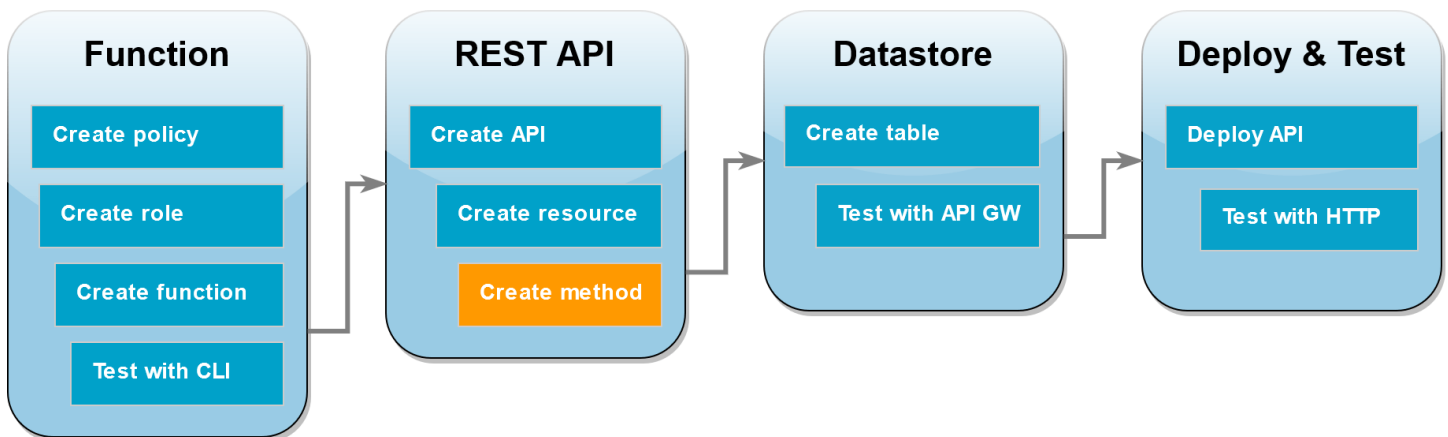 Function
Create policy
Create role
Create function
Test with CLI
REST API
Create API
Create resource
Create method
Datastore
Create table
Test with API GW
Deploy & Test
Deploy API
Test with HTTP